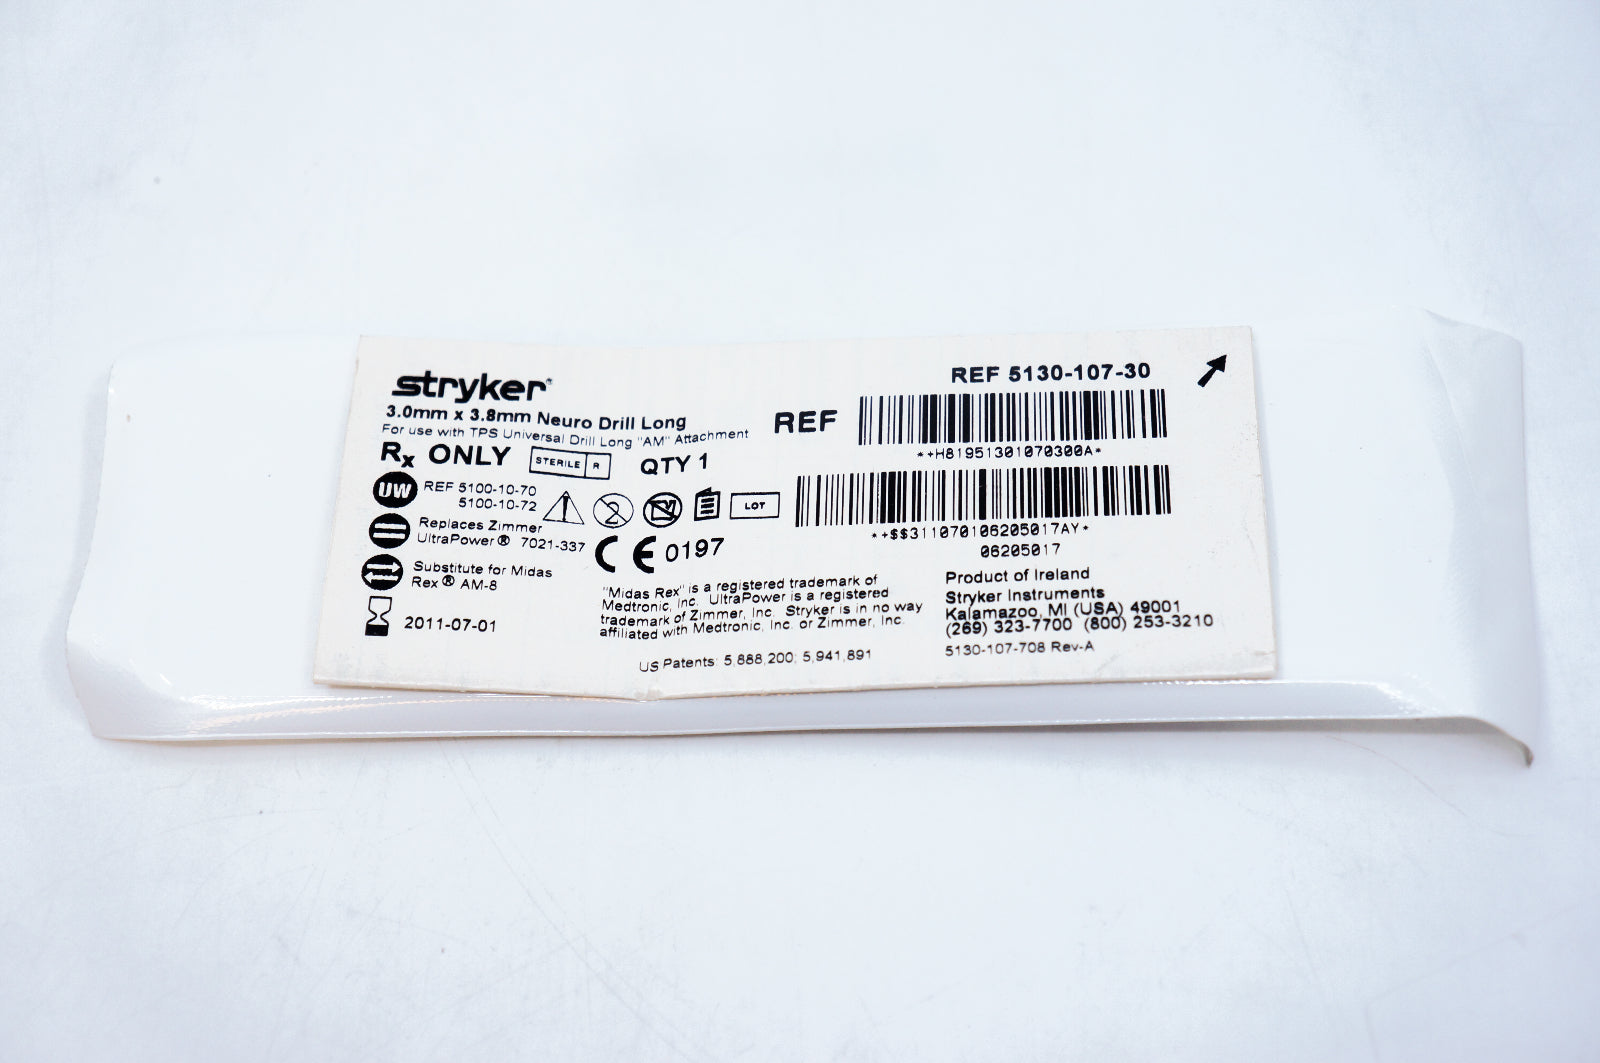 stryker
3.0mm x 3.8mm Neuro Drill Long
For use with TPS Universal Drill Long "AM" Attachment
Rx ONLY
STERILE R
QTY 1
UW
REF 5100-10-70
5100-10-72
2
LOT
Replaces Zimmer
UltraPower® 7021-337
CE 0197
Substitute for Midas
Rex® AM-8
2011-07-01
"Midas Rex" is a registered trademark of
Medtronic, Inc. UltraPower is a registered
trademark of Zimmer, Inc. Stryker is in no way
affiliated with Medtronic, Inc. or Zimmer, Inc.
US Patents: 5,888,200; 5,941,891
REF 5130-107-30
REF
*+H81951301070300A*
*+$$311070106205017AY*
06205017
Product of Ireland
Stryker Instruments
Kalamazoo, MI (USA) 49001
(269) 323-7700 (800) 253-3210
5130-107-708 Rev-A